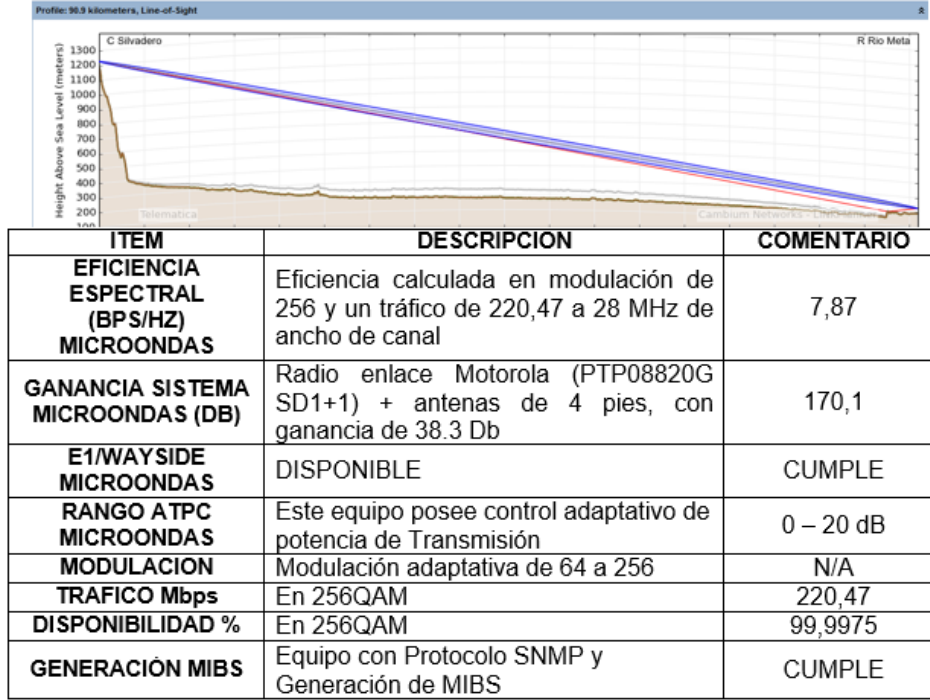 Profile: 90.9 kilometers, Line-of-Sight
C Silvadero
R Rio Meta
Height Above Sea Level (meters)
1300
1200
1100
1000
900
800
700
600
500
400
300
200
100
Telematica
Cambium Networks -
ITEM DESCRIPCION COMENTARIO
EFICIENCIA
ESPECTRAL
(BPS/HZ)
MICROONDAS
Eficiencia calculada en modulación de
256 y un tráfico de 220,47 a 28 MHz de
ancho de canal
7,87
GANANCIA SISTEMA
MICROONDAS (DB)
Radio enlace Motorola (PTP08820G
SD1+1) + antenas de 4 pies, con
ganancia de 38.3 Db
170,1
E1/WAYSIDE
MICROONDAS
DISPONIBLE
CUMPLE
RANGO ATPC
MICROONDAS
Este equipo posee control adaptativo de
potencia de Transmisión
0 – 20 dB
MODULACION Modulación adaptativa de 64 a 256 N/A
TRAFICO Mbps En 256QAM 220,47
DISPONIBILIDAD % En 256QAM 99,9975
GENERACIÓN MIBS
Equipo con Protocolo SNMP y
Generación de MIBS
CUMPLE